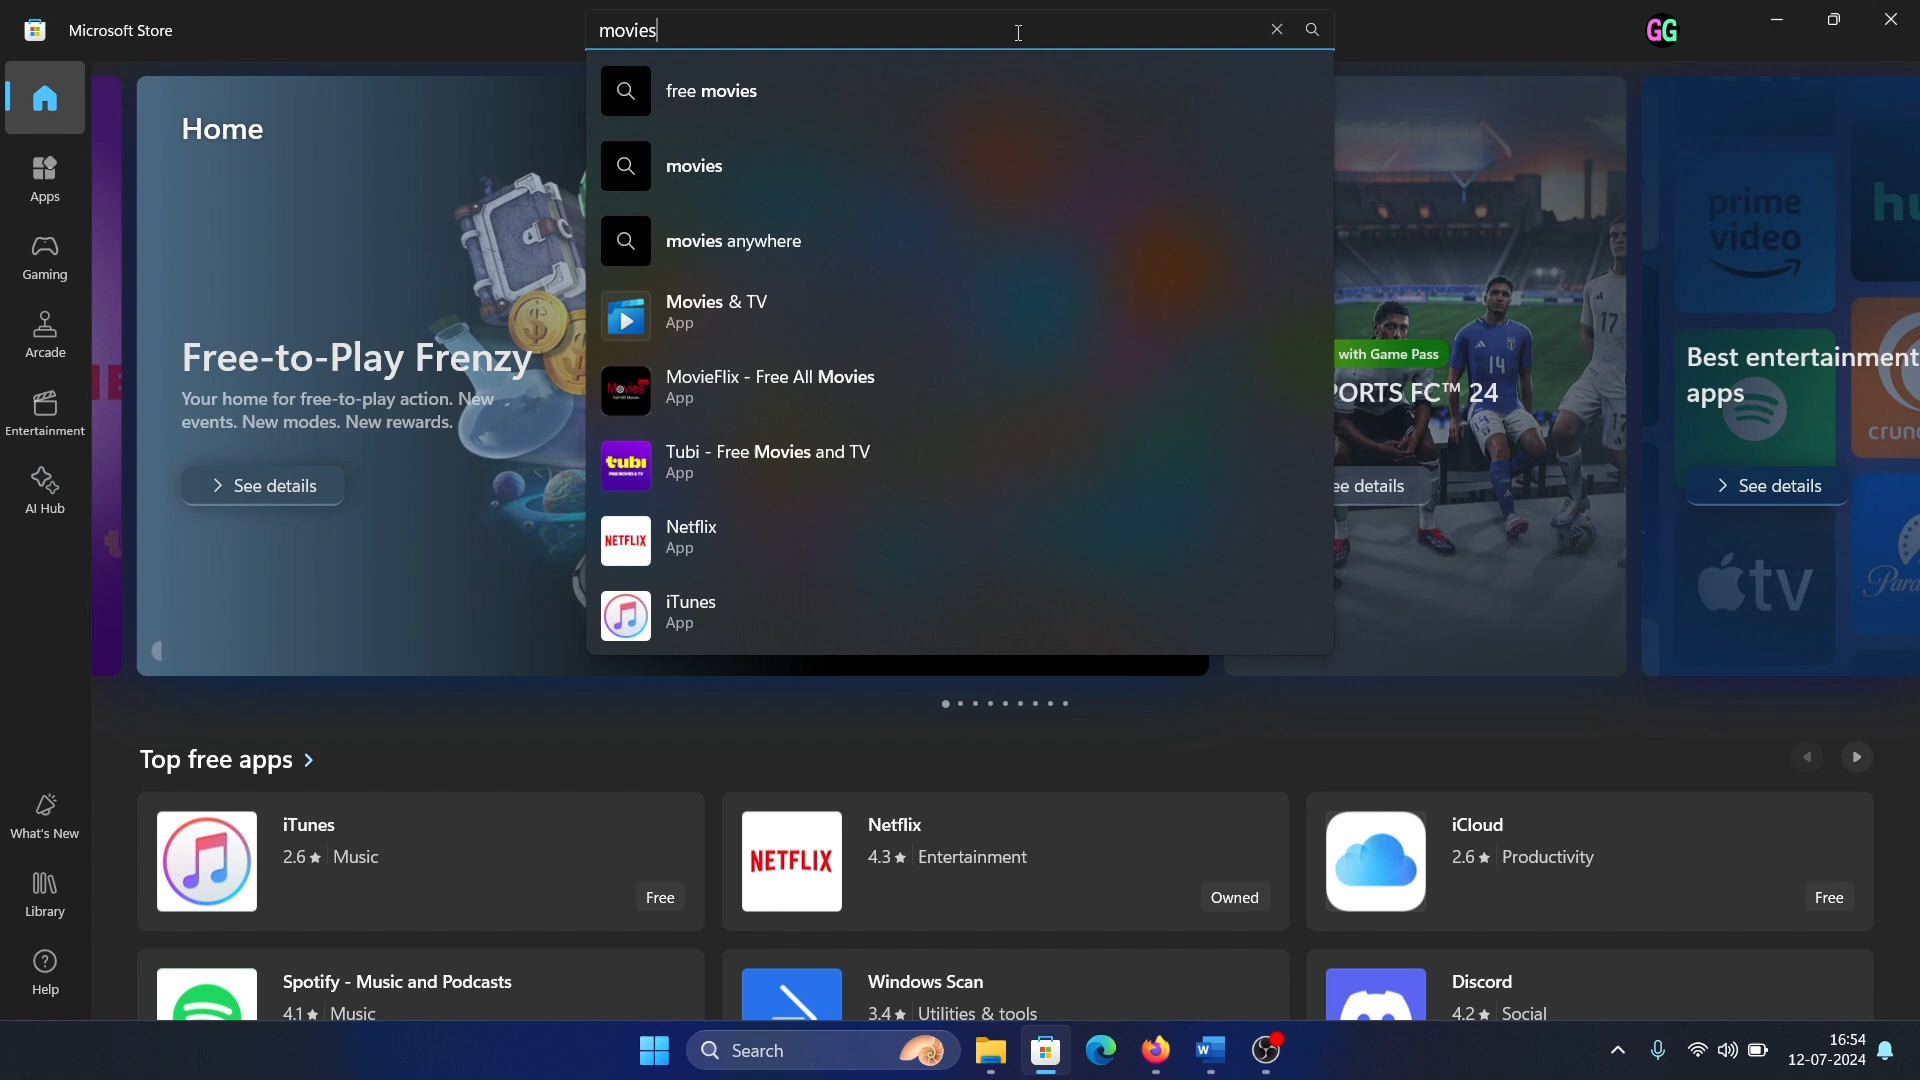 Microsoft Store
movies
GG
Home
Apps
Gaming
Arcade
Entertainment
AI Hub
What's New
Library
Help
free movies
movies
movies anywhere
Movies & TV
App
MovieFlix - Free All Movies
App
Tubi - Free Movies and TV
App
Netflix
App
iTunes
App
Free-to-Play Frenzy
Your home for free-to-play action. New
events. New modes. New rewards.
See details
with Game Pass
PORTS FC™ 24
ee details
prime
video
Best entertainment
apps
See details
tv
Top free apps
iTunes
2.6 ★ Music
Free
NETFLIX
Netflix
4.3 ★ Entertainment
Owned
iCloud
2.6 ★ Productivity
Free
Spotify - Music and Podcasts
4.1 ★ Music
Windows Scan
3.4 ★ Utilities & tools
Discord
4.2 ★ Social
Search
16:54
12-07-2024